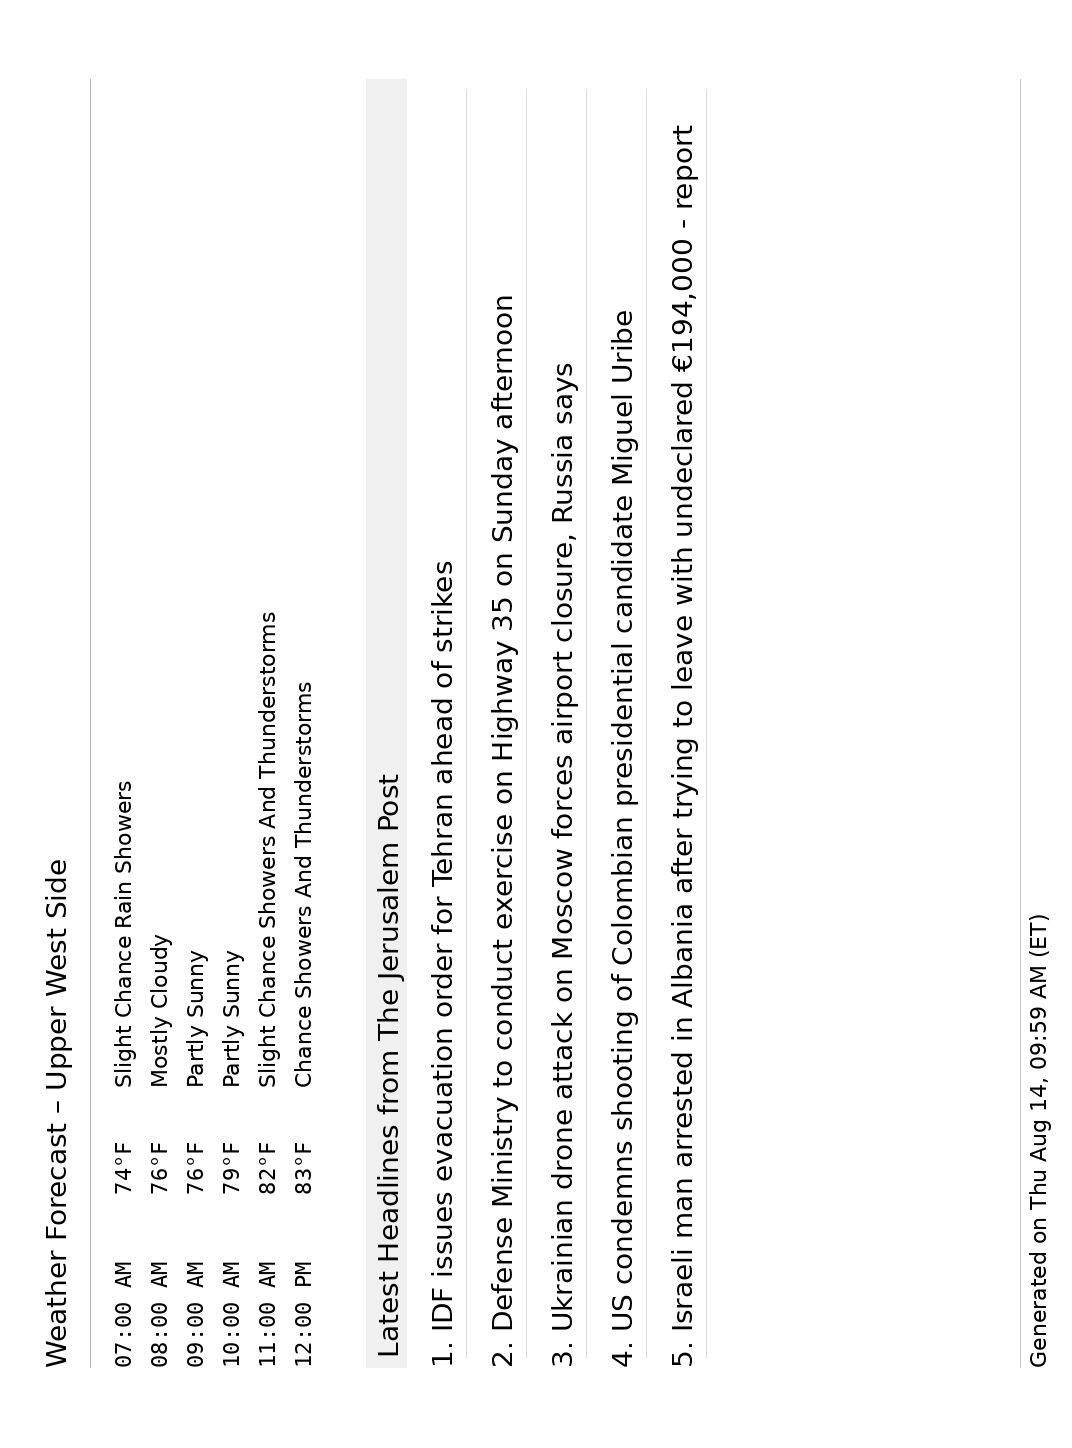 Weather Forecast – Upper West Side
07:00 AM 74°F Slight Chance Rain Showers
08:00 AM 76°F Mostly Cloudy
09:00 AM 76°F Partly Sunny
10:00 AM 79°F Partly Sunny
11:00 AM 82°F Slight Chance Showers And Thunderstorms
12:00 PM 83°F Chance Showers And Thunderstorms
Latest Headlines from The Jerusalem Post
1. IDF issues evacuation order for Tehran ahead of strikes
2. Defense Ministry to conduct exercise on Highway 35 on Sunday afternoon
3. Ukrainian drone attack on Moscow forces airport closure, Russia says
4. US condemns shooting of Colombian presidential candidate Miguel Uribe
5. Israeli man arrested in Albania after trying to leave with undeclared €194,000 - report
Generated on Thu Aug 14, 09:59 AM (ET)